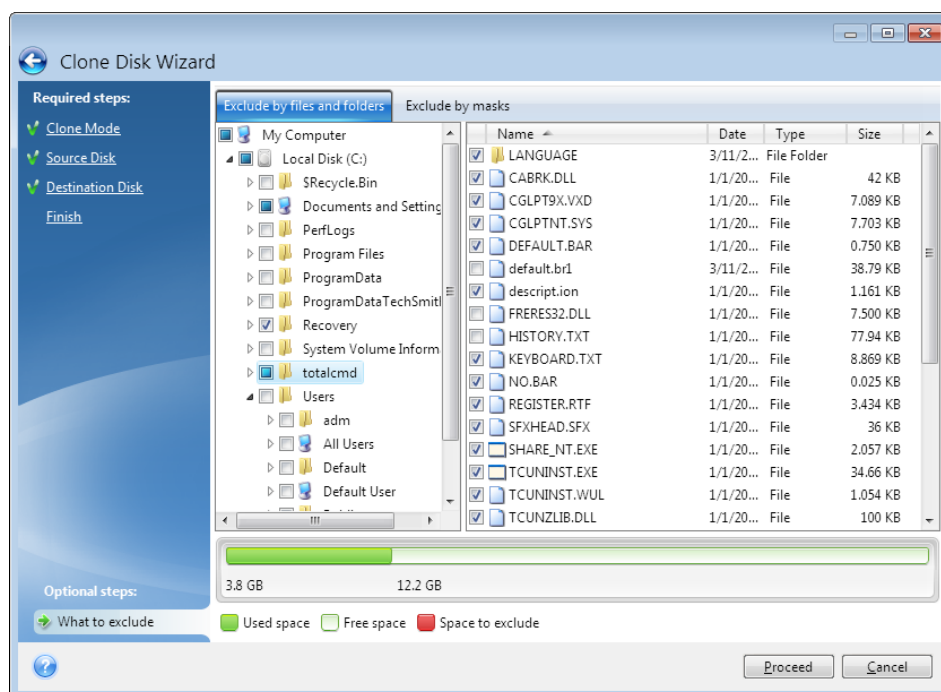 Clone Disk Wizard
Required steps:
Clone Mode
Source Disk
Destination Disk
Finish
Optional steps:
What to exclude
Exclude by files and folders
Exclude by masks
My Computer
Local Disk (C:)
$Recycle.Bin
Documents and Setting
PerfLogs
Program Files
ProgramData
ProgramDataTechSmitl
Recovery
System Volume Inform
totalcmd
Users
adm
All Users
Default
Default User
Name Date Type Size
LANGUAGE 3/11/2... File Folder
CABRK.DLL 1/1/20... File 42 KB
CGLPT9X.VXD 1/1/20... File 7.089 KB
CGLPTNT.SYS 1/1/20... File 7.703 KB
DEFAULT.BAR 1/1/20... File 0.750 KB
default.br1 3/11/2... File 38.79 KB
descript.ion 1/1/20... File 1.161 KB
FRERES32.DLL 1/1/20... File 7.500 KB
HISTORY.TXT 1/1/20... File 77.94 KB
KEYBOARD.TXT 1/1/20... File 8.869 KB
NO.BAR 1/1/20... File 0.025 KB
REGISTER.RTF 1/1/20... File 3.434 KB
SFXHEAD.SFX 1/1/20... File 36 KB
SHARE_NT.EXE 1/1/20... File 2.057 KB
TCUNINST.EXE 1/1/20... File 34.66 KB
TCUNINST.WUL 1/1/20... File 1.054 KB
TCUNZLIB.DLL 1/1/20... File 100 KB
3.8 GB 12.2 GB
Used space Free space Space to exclude
Proceed Cancel